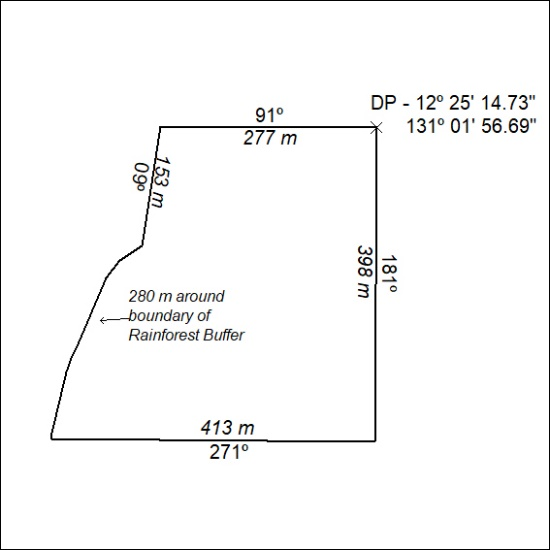 DP - 12º 25' 14.73"
131º 01' 56.69"
91º
277 m
153 m
09º
398 m
181º
280 m around
boundary of
Rainforest Buffer
413 m
271º